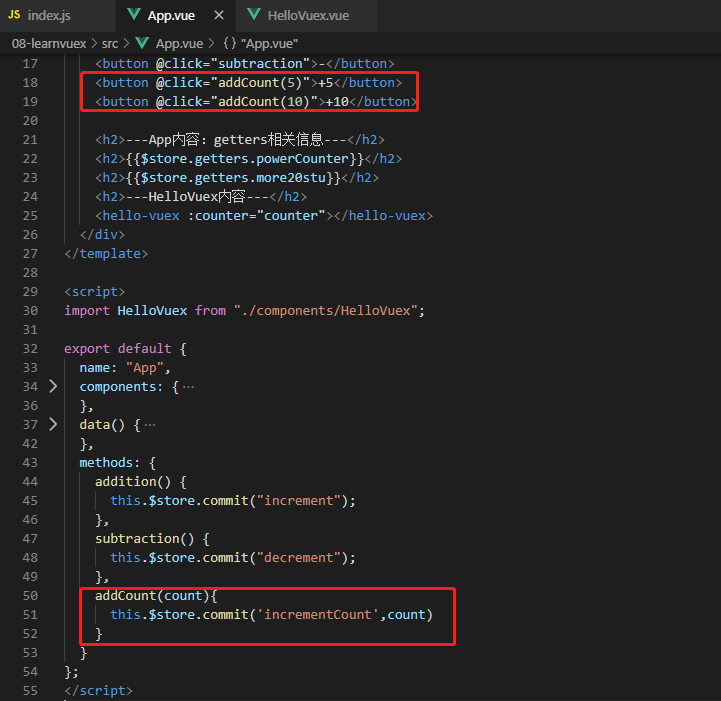 JS index.js App.vue × HelloVuex.vue
08-learnvuex > src > App.vue > {} "App.vue"
17 <button @click="subtraction">-</button>
18 <button @click="addCount(5)">+5</button>
19 <button @click="addCount(10)">+10</button>
20
21 <h2>---App内容：getters相关信息---</h2>
22 <h2>{{$store.getters.powerCounter}}</h2>
23 <h2>{{$store.getters.more20stu}}</h2>
24 <h2>---HelloVuex内容---</h2>
25 <hello-vuex :counter="counter"></hello-vuex>
26 </div>
27 </template>
28
29 <script>
30 import HelloVuex from "./components/HelloVuex";
31
32 export default {
33 name: "App",
34 components: {…
36 },
37 data() {…
42 },
43 methods: {
44 addition() {
45 this.$store.commit("increment");
46 },
47 subtraction() {
48 this.$store.commit("decrement");
49 },
50 addCount(count){
51 this.$store.commit('incrementCount',count)
52 }
53 }
54 };
55 </script>